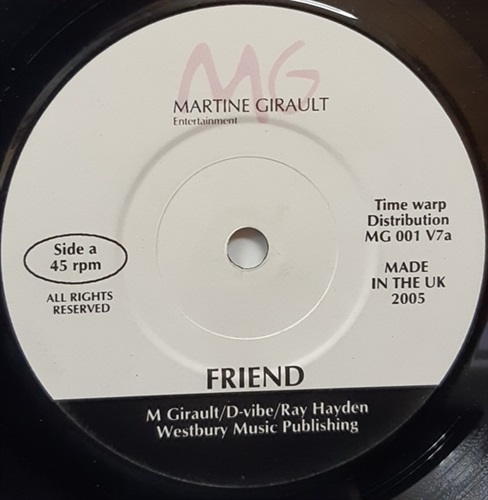 MG
MARTINE GIRAULT
Entertainment
Time warp
Distribution
MG 001 V7a
Side a
45 rpm
MADE
IN THE UK
2005
ALL RIGHTS
RESERVED
FRIEND
M Girault/D-vibe/Ray Hayden
Westbury Music Publishing